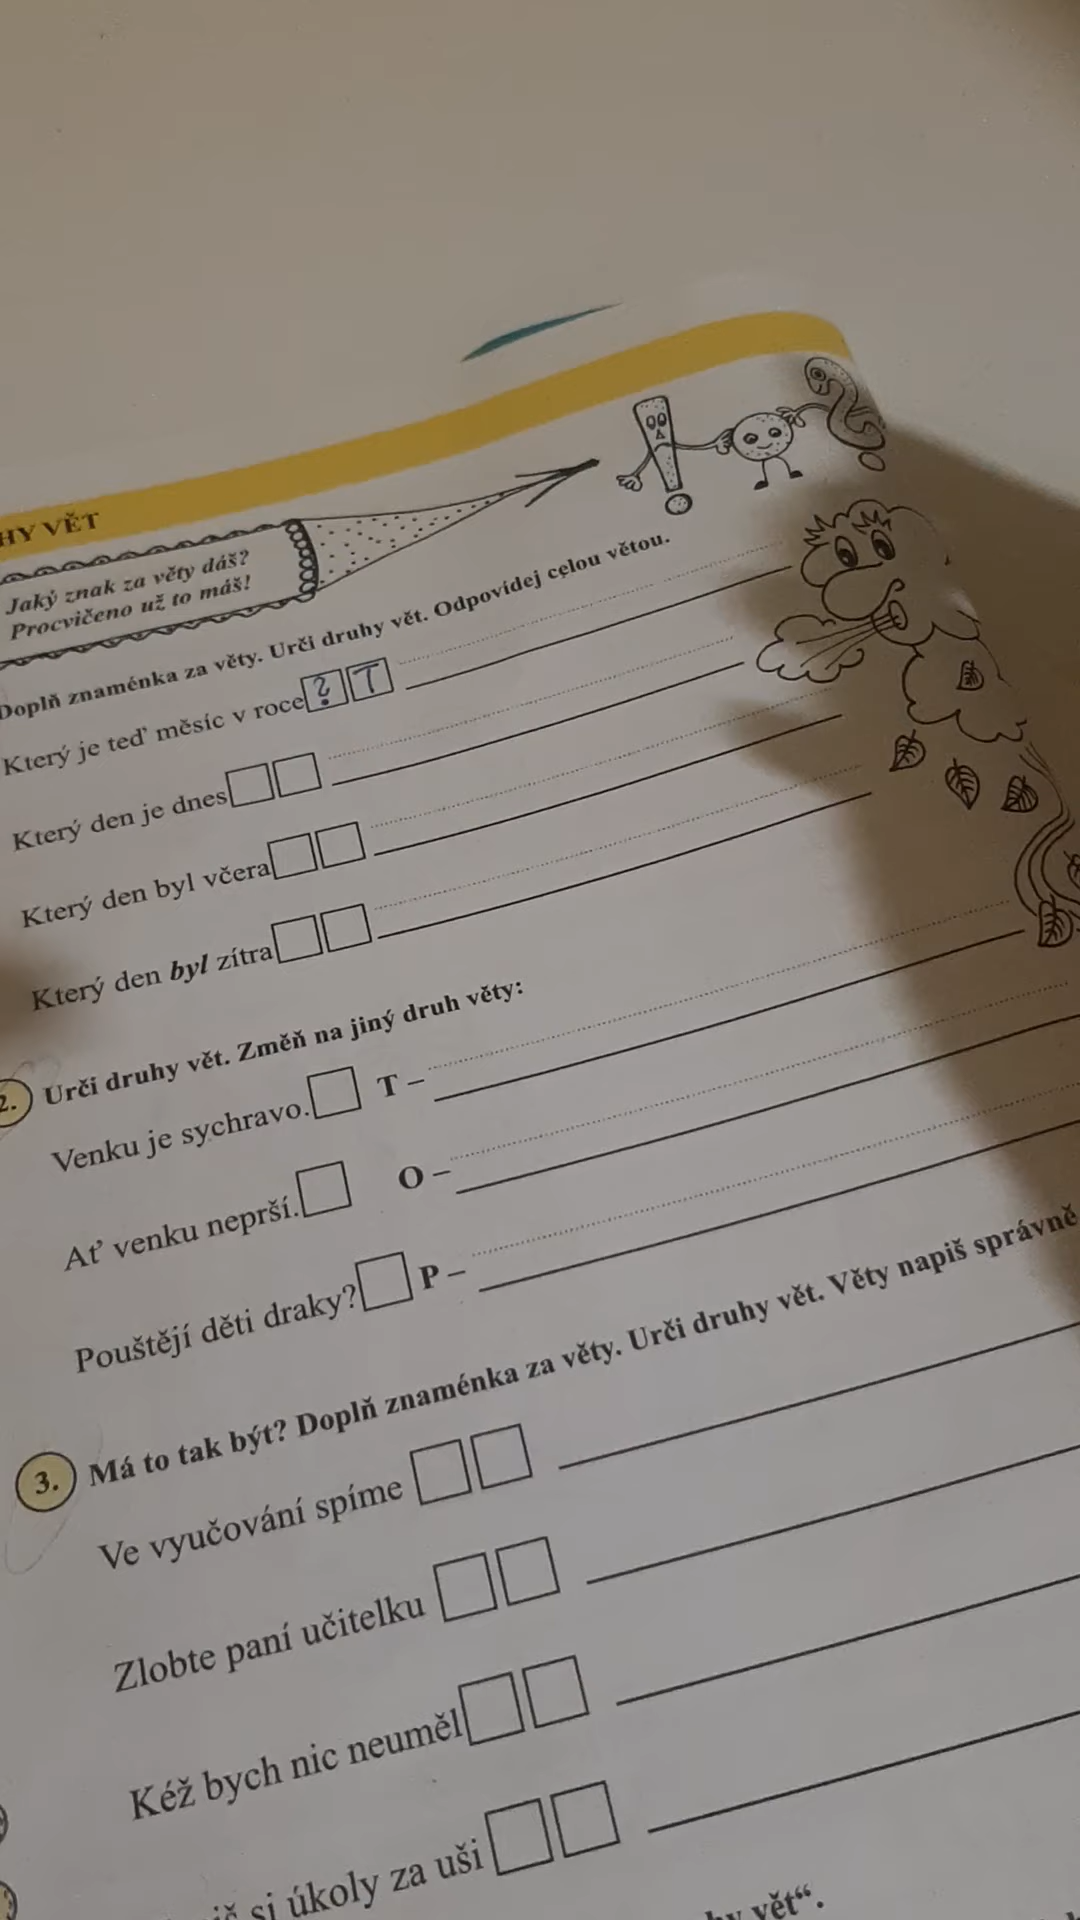 HY VĚT
Jaký znak za věty dáš?
Procvičeno už to máš!
Doplň znaménka za věty. Urči druhy vět. Odpovídej celou větou.
Který je teď měsíc v roce ? T
Který den je dnes
Který den byl včera
Který den byl zítra
2. Urči druhy vět. Změň na jiný druh věty:
Venku je sychravo. T –
Ať venku neprší. O –
Pouštějí děti draky? P –
3. Má to tak být? Doplň znaménka za věty. Urči druhy vět. Věty napiš správně
Ve vyučování spíme
Zlobte paní učitelku
Kéž bych nic neuměl
si úkoly za uši
vět“.